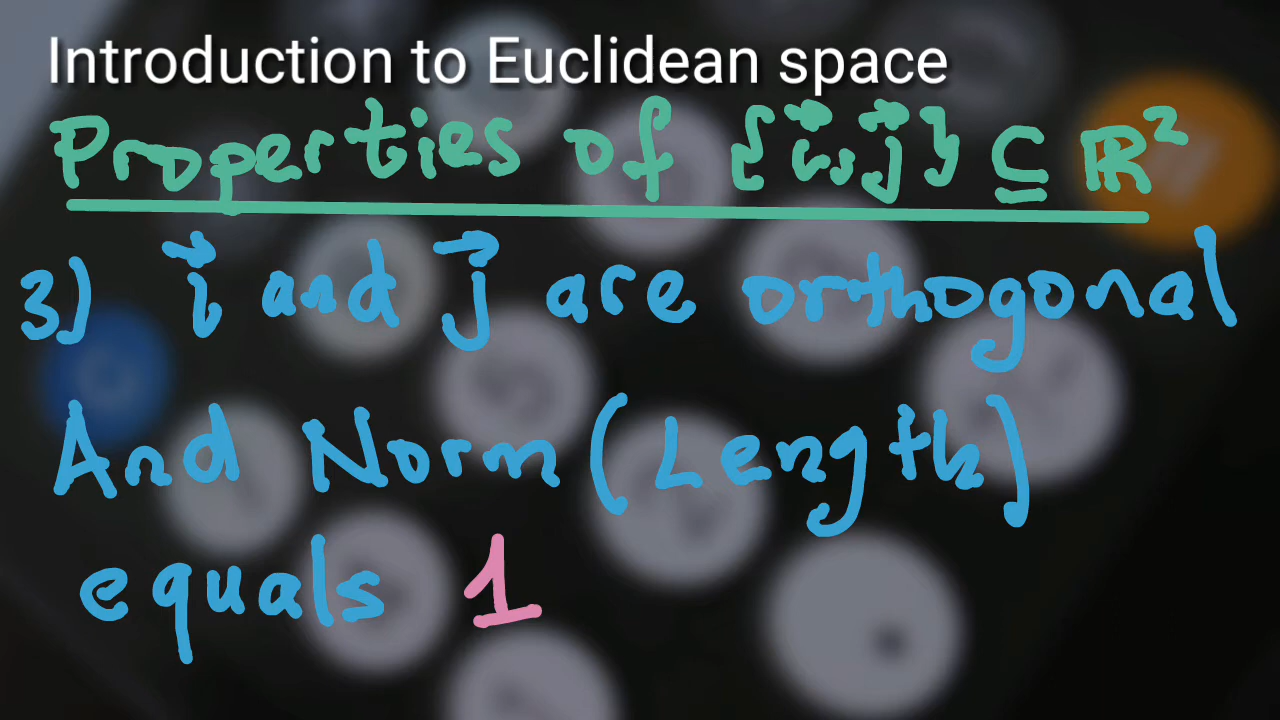 Introduction to Euclidean space
Properties of {i⃗,j⃗} ⊆ ℝ²
3) i⃗ and j⃗ are orthogonal
And Norm (Length)
equals 1